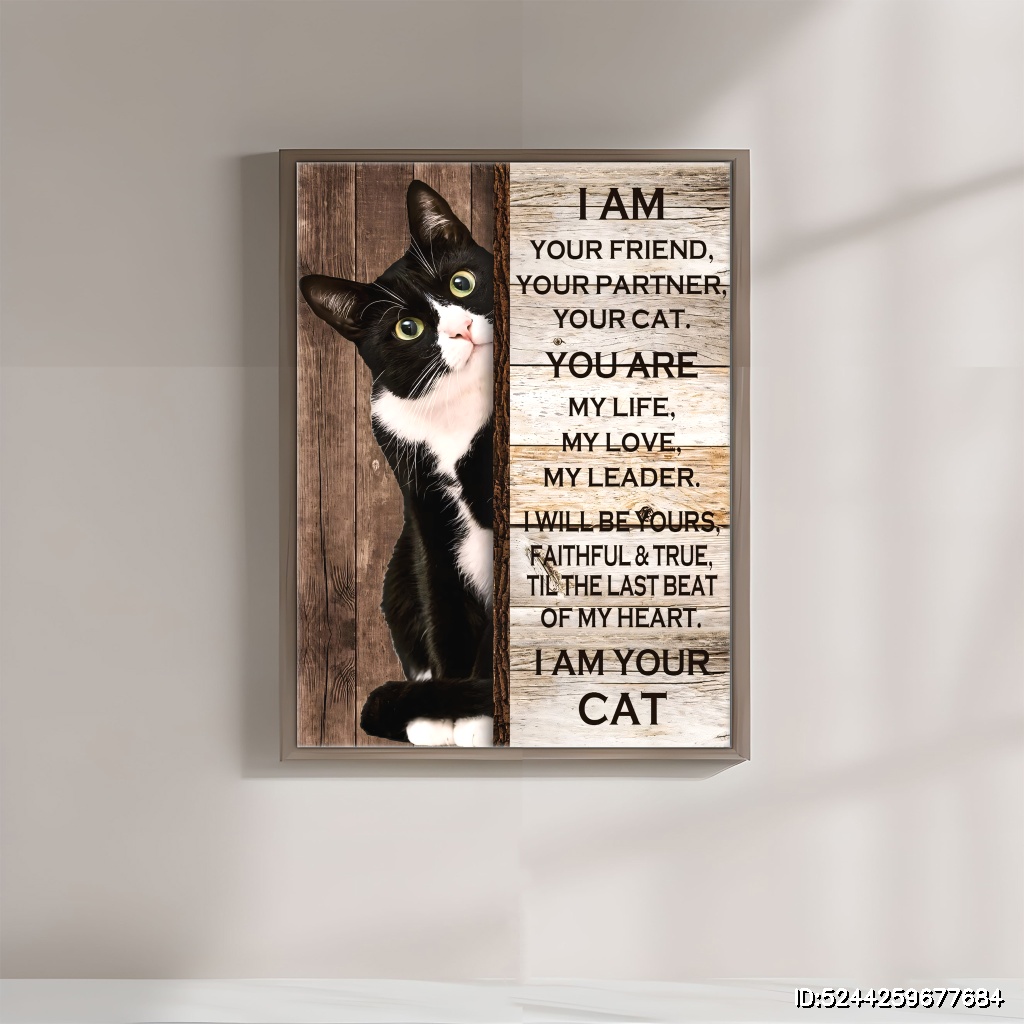 I AM
YOUR FRIEND,
YOUR PARTNER,
YOUR CAT.
YOU ARE
MY LIFE,
MY LOVE,
MY LEADER.
I WILL BE YOURS,
FAITHFUL & TRUE,
TIL THE LAST BEAT
OF MY HEART.
I AM YOUR
CAT
ID:5244259677684